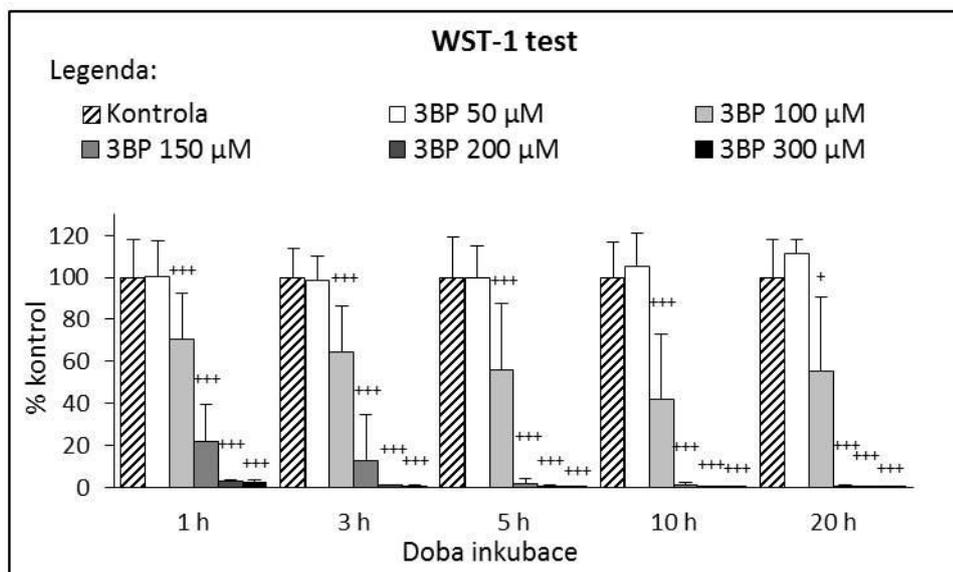 WST-1 test
Legenda:
Kontrola 3BP 50 µM 3BP 100 µM
3BP 150 µM 3BP 200 µM 3BP 300 µM
% kontrol
120
100
80
60
40
20
0
+++ +++ +++ +++
+++ +++ +++ +++
+++ +++ +++ +++
+++ +++ +++ +++
+ +++ +++ +++
1 h 3 h 5 h 10 h 20 h
Doba inkubace